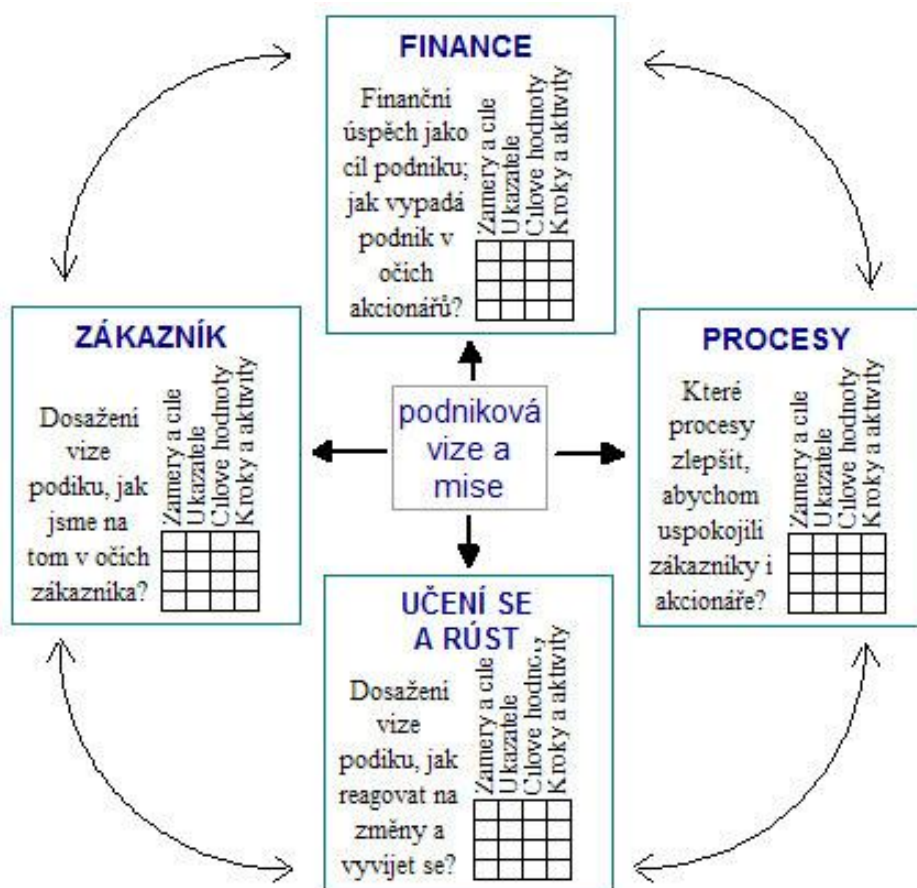 FINANCE
Finanční
úspěch jako
cíl podniku;
jak vypadá
podnik v
očích
akcionářů?
Zamery a cile
Ukazatele
Cilove hodnoty
Kroky a aktivity
ZÁKAZNÍK
Dosažení
vize
podiku, jak
jsme na
tom v očích
zákazníka?
Zamery a cile
Ukazatele
Cilove hodnoty
Kroky a aktivity
podniková
vize a
mise
PROCESY
Které
procesy
zlepšit,
abychom
uspokojili
zákazníky i
akcionáře?
Zamery a cile
Ukazatele
Cilove hodnoty
Kroky a aktivity
UČENÍ SE
A RÚST
Dosažení
vize
podiku, jak
reagovat na
změny a
vyvíjet se?
Zamery a cile
Ukazatele
Cilove hodnoty
Kroky a aktivity